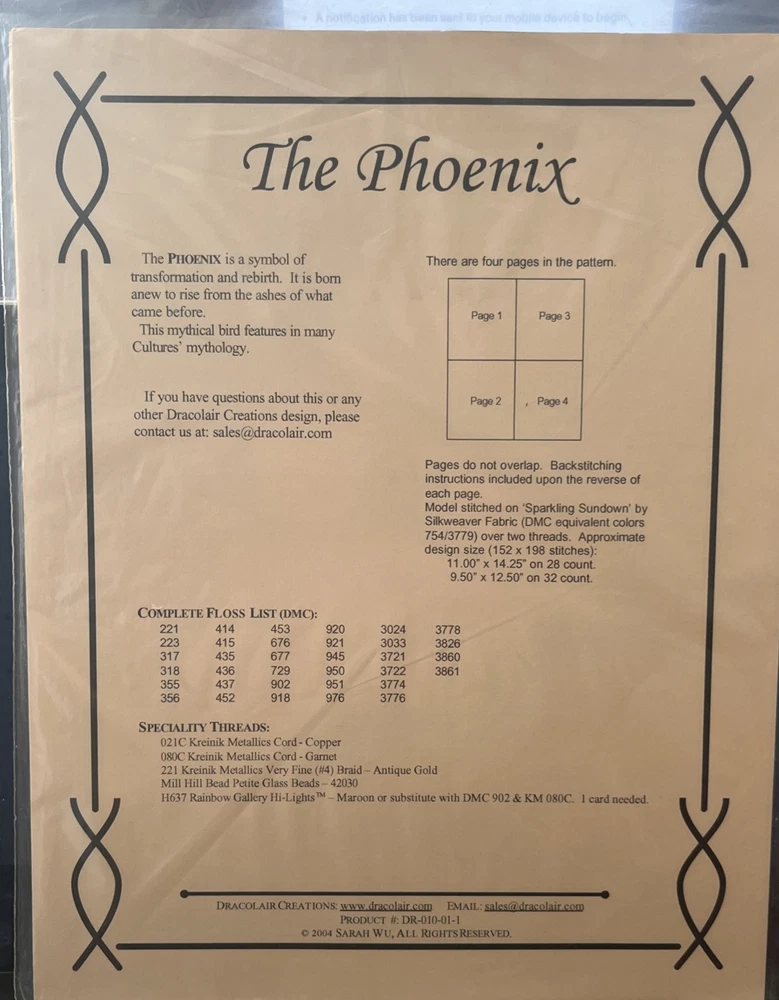 • A notification has been sent to your mobile device to begin
The Phoenix
The PHOENIX is a symbol of
transformation and rebirth. It is born
anew to rise from the ashes of what
came before.
This mythical bird features in many
Cultures' mythology.
If you have questions about this or any
other Dracolair Creations design, please
contact us at: sales@dracolair.com
There are four pages in the pattern.
Page 1 Page 3
Page 2 Page 4
Pages do not overlap. Backstitching
instructions included upon the reverse of
each page.
Model stitched on 'Sparkling Sundown' by
Silkweaver Fabric (DMC equivalent colors
754/3779) over two threads. Approximate
design size (152 x 198 stitches):
11.00" x 14.25" on 28 count.
9.50" x 12.50" on 32 count.
COMPLETE FLOSS LIST (DMC):
221 414 453 920 3024 3778
223 415 676 921 3033 3826
317 435 677 945 3721 3860
318 436 729 950 3722 3861
355 437 902 951 3774
356 452 918 976 3776
SPECIALITY THREADS:
021C Kreinik Metallics Cord - Copper
080C Kreinik Metallics Cord - Garnet
221 Kreinik Metallics Very Fine (#4) Braid – Antique Gold
Mill Hill Bead Petite Glass Beads – 42030
H637 Rainbow Gallery Hi-Lights™ – Maroon or substitute with DMC 902 & KM 080C. 1 card needed.
DRACOLAIR CREATIONS: www.dracolair.com EMAIL: sales@dracolair.com
PRODUCT #: DR-010-01-1
© 2004 SARAH WU, ALL RIGHTS RESERVED.